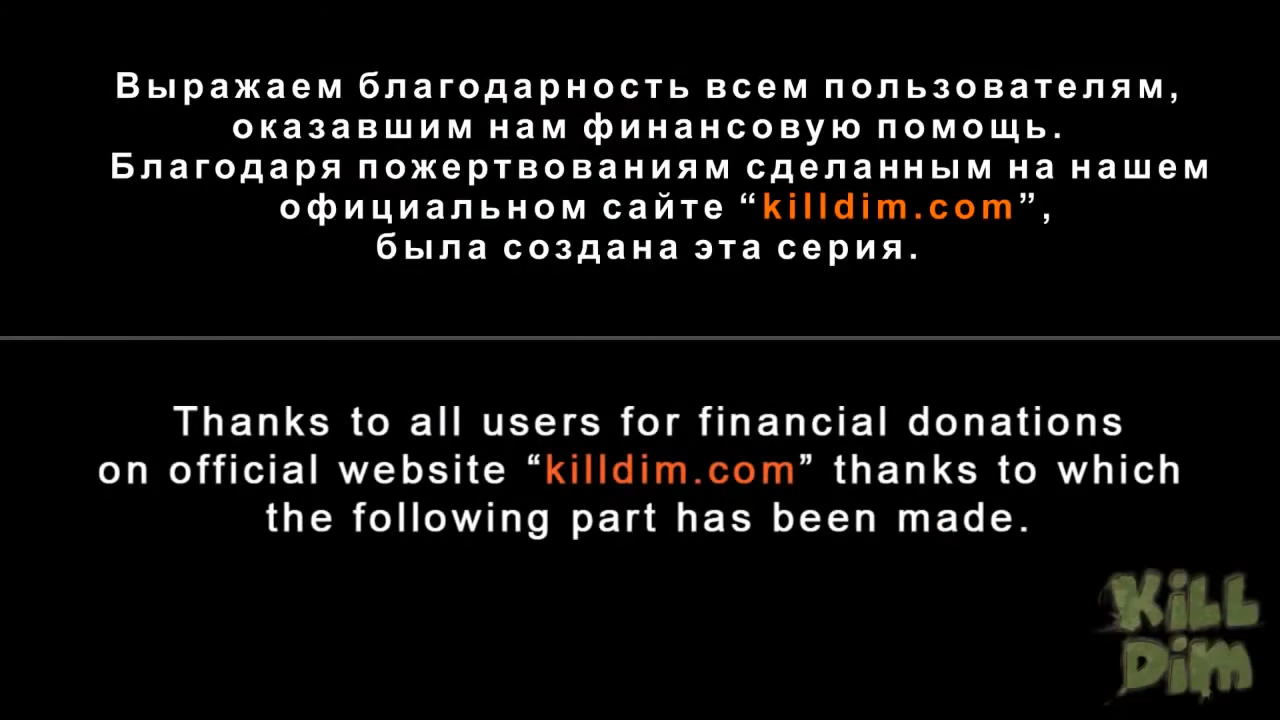 Выражаем благодарность всем пользователям,
оказавшим нам финансовую помощь.
Благодаря пожертвованиям сделанным на нашем
официальном сайте “killdim.com”,
была создана эта серия.
Thanks to all users for financial donations
on official website “killdim.com” thanks to which
the following part has been made.
KiLL
DiM